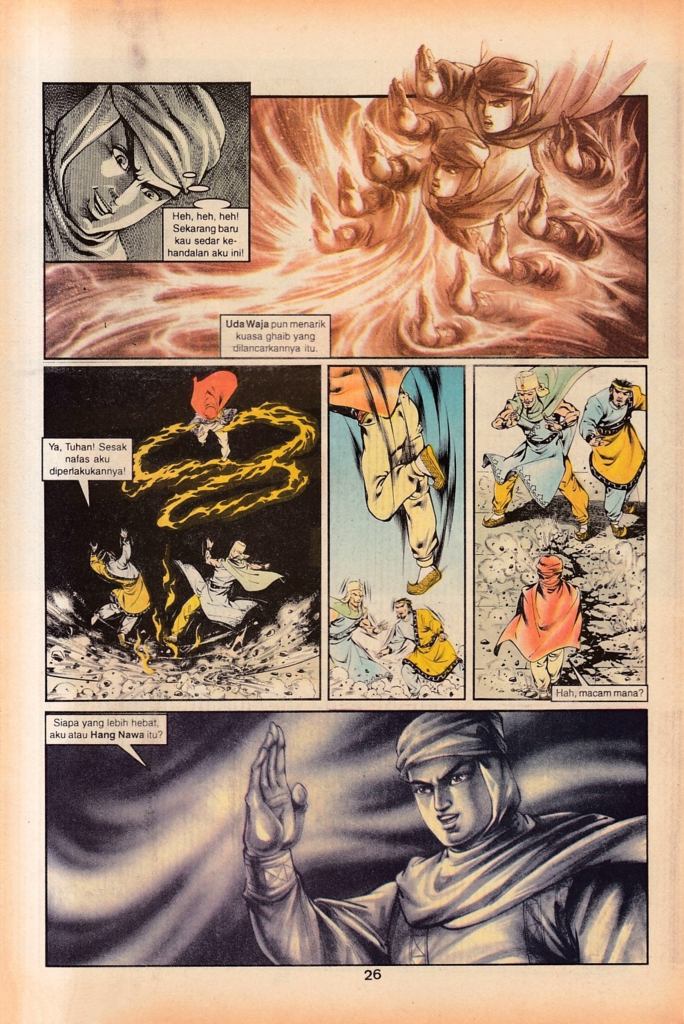 Heh, heh, heh!
Sekarang baru
kau sedar ke-
handalan aku ini!
Uda Waja pun menarik
kuasa ghaib yang
dilancarkannya itu.
Ya, Tuhan! Sesak
nafas aku
diperlakukannya!
Hah, macam mana?
Siapa yang lebih hebat,
aku atau Hang Nawa itu?
26